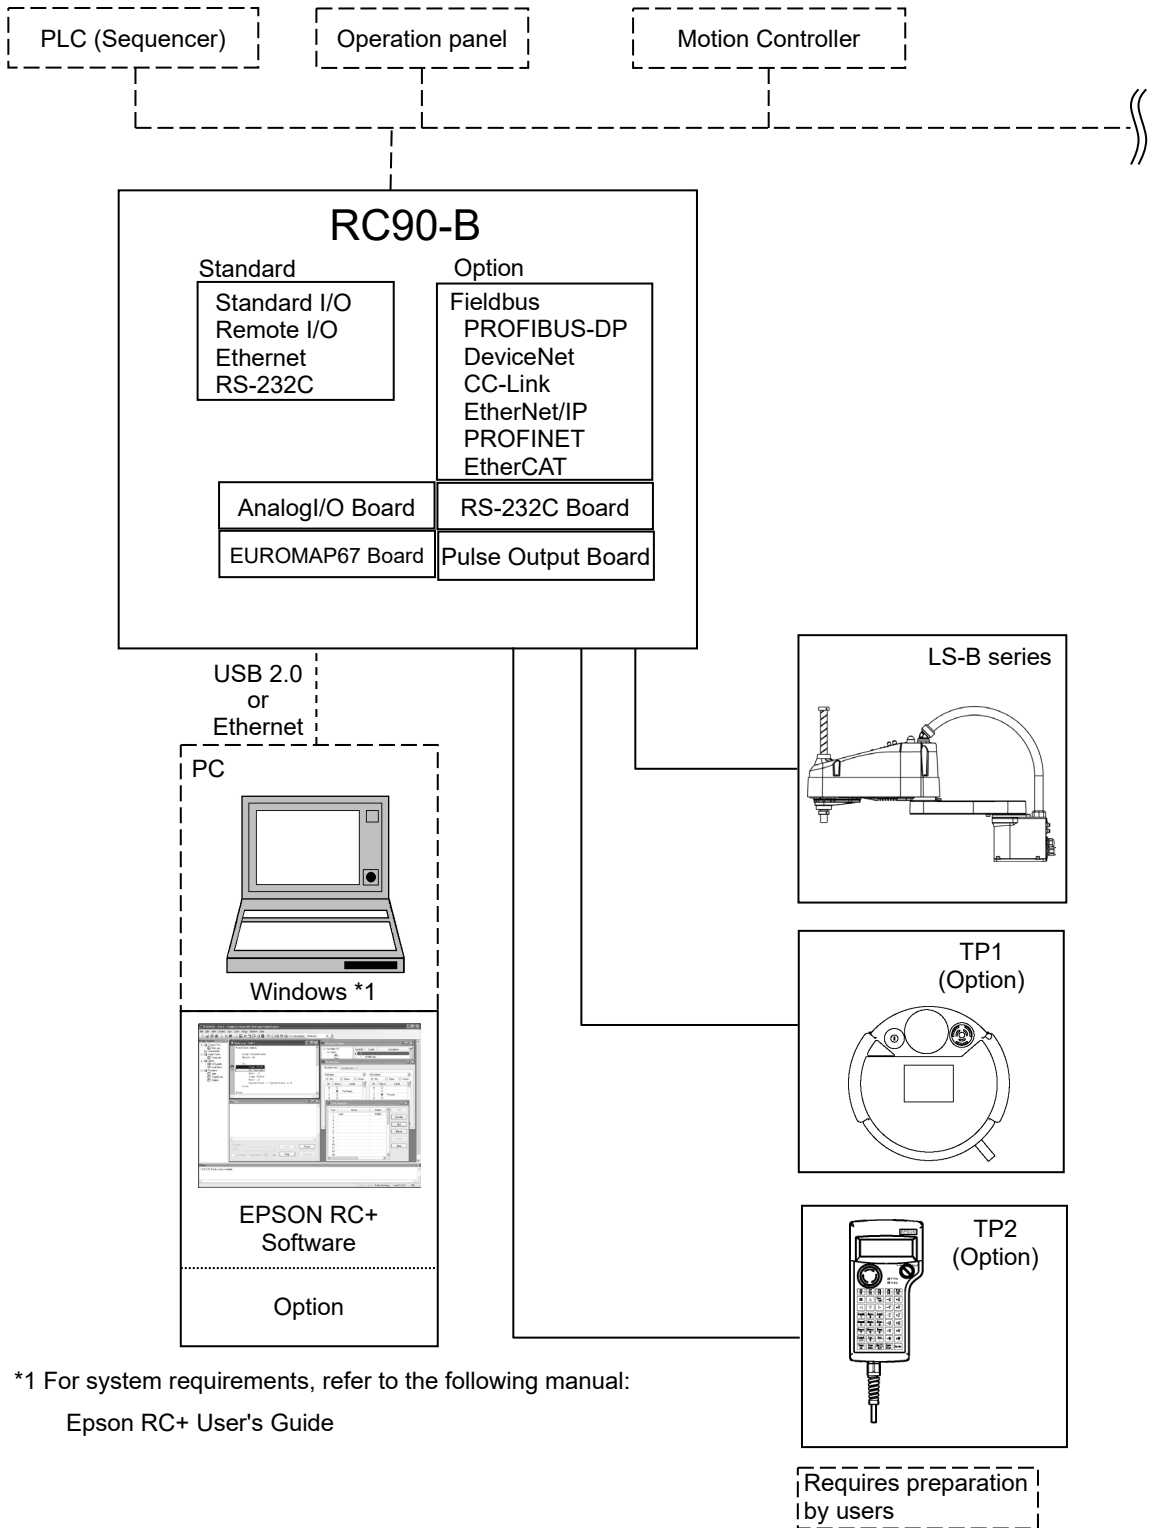 PLC (Sequencer)
Operation panel
Motion Controller
RC90-B
Standard
Standard I/O
Remote I/O
Ethernet
RS-232C
Option
Fieldbus
PROFIBUS-DP
DeviceNet
CC-Link
EtherNet/IP
PROFINET
EtherCAT
AnalogI/O Board
RS-232C Board
EUROMAP67 Board
Pulse Output Board
USB 2.0
or
Ethernet
PC
Windows *1
EPSON RC+
Software
Option
LS-B series
TP1
(Option)
TP2
(Option)
*1 For system requirements, refer to the following manual:
Epson RC+ User's Guide
Requires preparation
by users